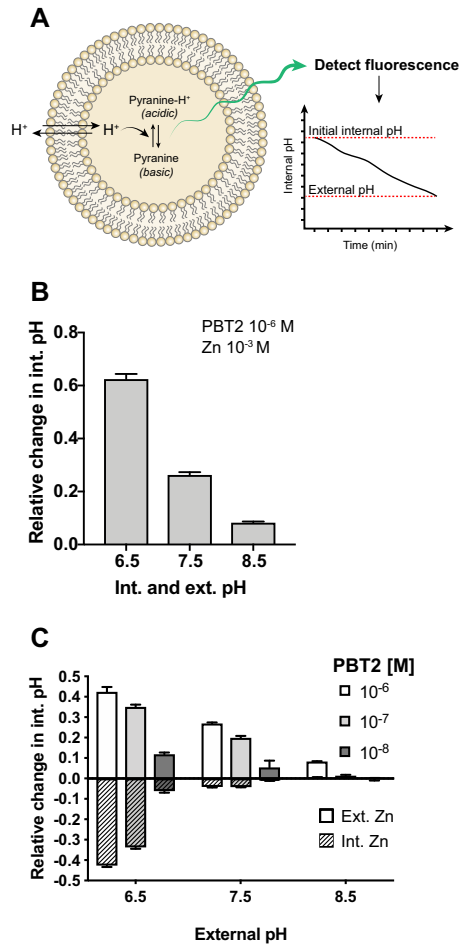 A
Pyranine-H⁺
(acidic)
H⁺
H⁺
Pyranine
(basic)
Detect fluorescence
Internal pH
Initial internal pH
External pH
Time (min)
B
PBT2 10⁻⁶ M
Zn 10⁻³ M
Relative change in int. pH
0.8
0.6
0.4
0.2
0.0
6.5 7.5 8.5
Int. and ext. pH
C
PBT2 [M]
10⁻⁶
10⁻⁷
10⁻⁸
Relative change in int. pH
0.5
0.4
0.3
0.2
0.1
0.0
-0.1
-0.2
-0.3
-0.4
-0.5
Ext. Zn
Int. Zn
6.5 7.5 8.5
External pH